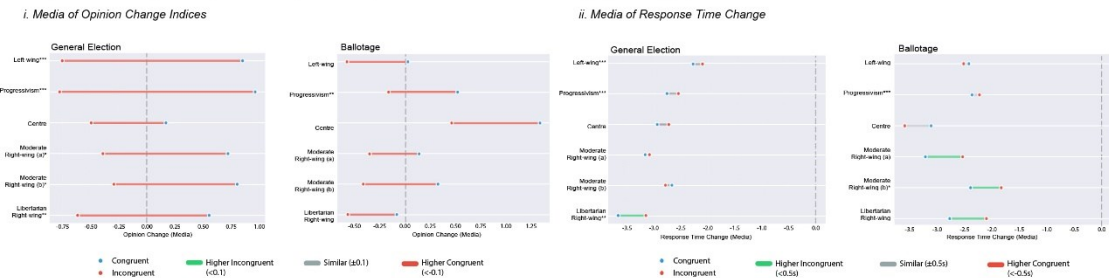 i. Media of Opinion Change Indices
ii. Media of Response Time Change
General Election
Left-wing***
Progressivism***
Centre
Moderate
Right-wing (a)*
Moderate
Right-wing (b)*
Libertarian
Right-wing**
-0.75 -0.50 -0.25 0.00 0.25 0.50 0.75 1.00
Opinion Change (Media)
Ballotage
Left-wing
Progressivism**
Centre
Moderate
Right-wing (a)
Moderate
Right-wing (b)
Libertarian
Right-wing
-0.50 -0.25 0.00 0.25 0.50 0.75 1.00 1.25
Opinion Change (Media)
General Election
Left-wing***
Progressivism***
Centre
Moderate
Right-wing (a)
Moderate
Right-wing (b)
Libertarian
Right-wing**
-3.5 -3.0 -2.5 -2.0 -1.5 -1.0 -0.5 0.0
Response Time Change (Media)
Ballotage
Left-wing
Progressivism***
Centre
Moderate
Right-wing (a)
Moderate
Right-wing (b)*
Libertarian
Right-wing
-3.5 -3.0 -2.5 -2.0 -1.5 -1.0 -0.5 0.0
Response Time Change (Media)
Congruent
Incongruent
Higher Incongruent
(<0.1)
Similar (±0.1)
Higher Congruent
(<-0.1)
Congruent
Incongruent
Higher Incongruent
(<0.5s)
Similar (±0.5s)
Higher Congruent
(<-0.5s)